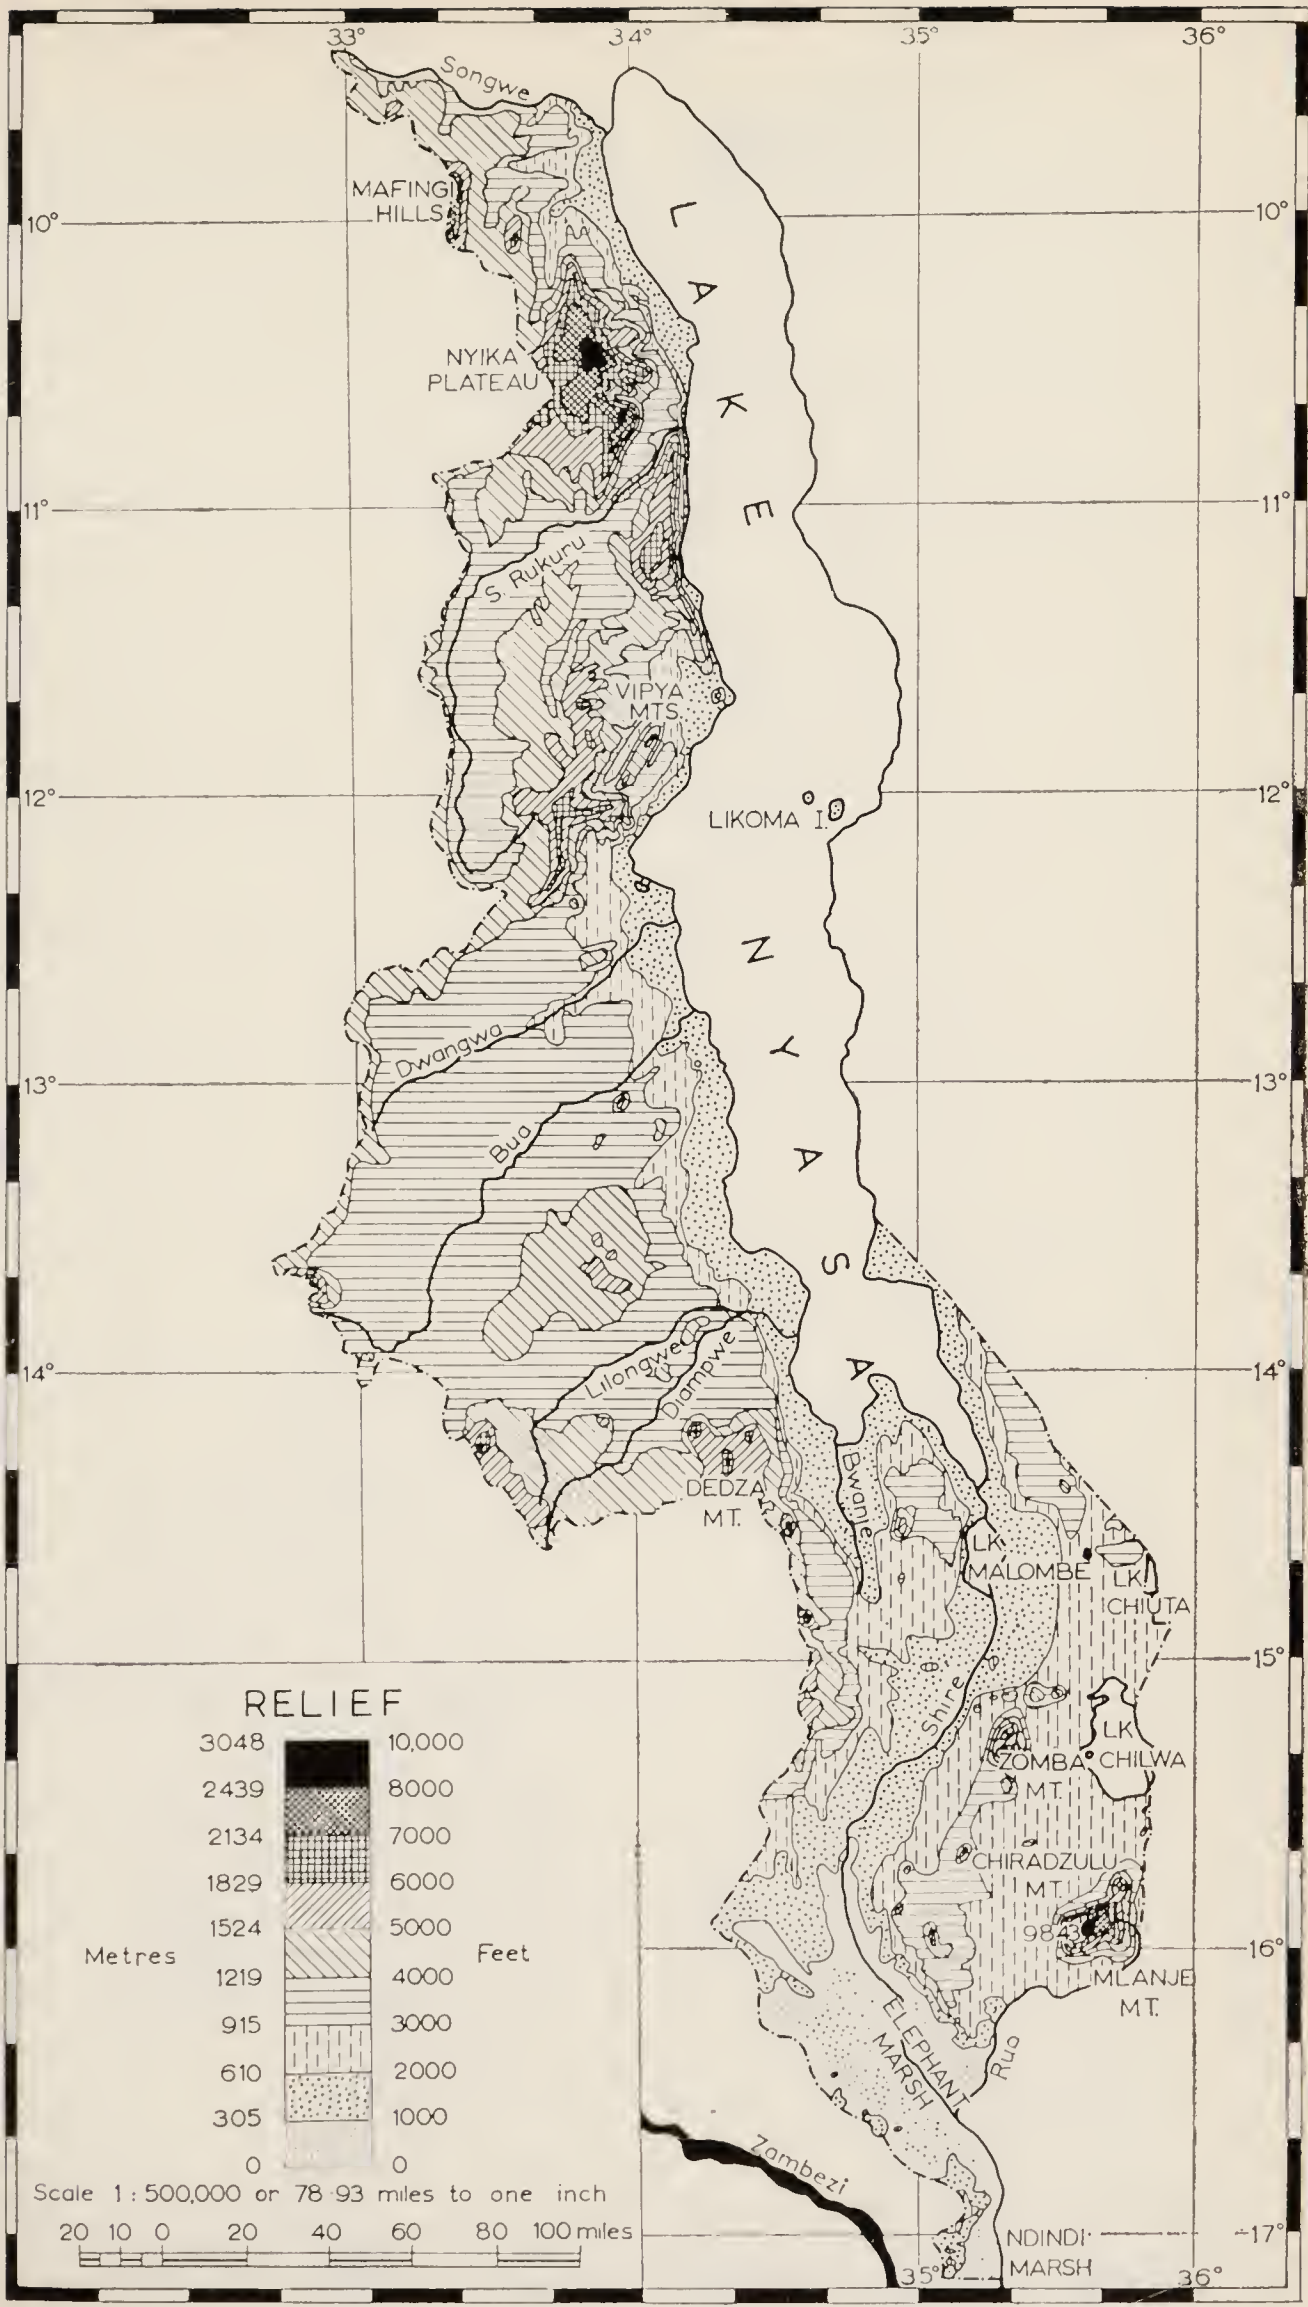 33° 34° 35° 36°
Songwe
MAFINGI
HILLS
10° 10°
NYIKA
PLATEAU
LAKE
11° 11°
S. Rukuru
VIPYA
MTS
12° 12°
LIKOMA I.
NYASA
Dwangwa
13° 13°
Bua
Lilongwe
Diampwe
14° 14°
DEDZA
MT.
Bwanje
LK.
MALOMBE
LK.
CHIUTA
15°
Shire
LK
CHILWA
ZOMBA
MT.
CHIRADZULU
MT.
9843
16°
MLANJE
MT.
ELEPHANT
MARSH
Ruo
Zambezi
17°
NDINDI
MARSH
35° 36°
RELIEF
3048 10,000
2439 8000
2134 7000
1829 6000
1524 5000
Metres Feet
1219 4000
915 3000
610 2000
305 1000
0 0
Scale 1:500,000 or 78·93 miles to one inch
20 10 0 20 40 60 80 100 miles